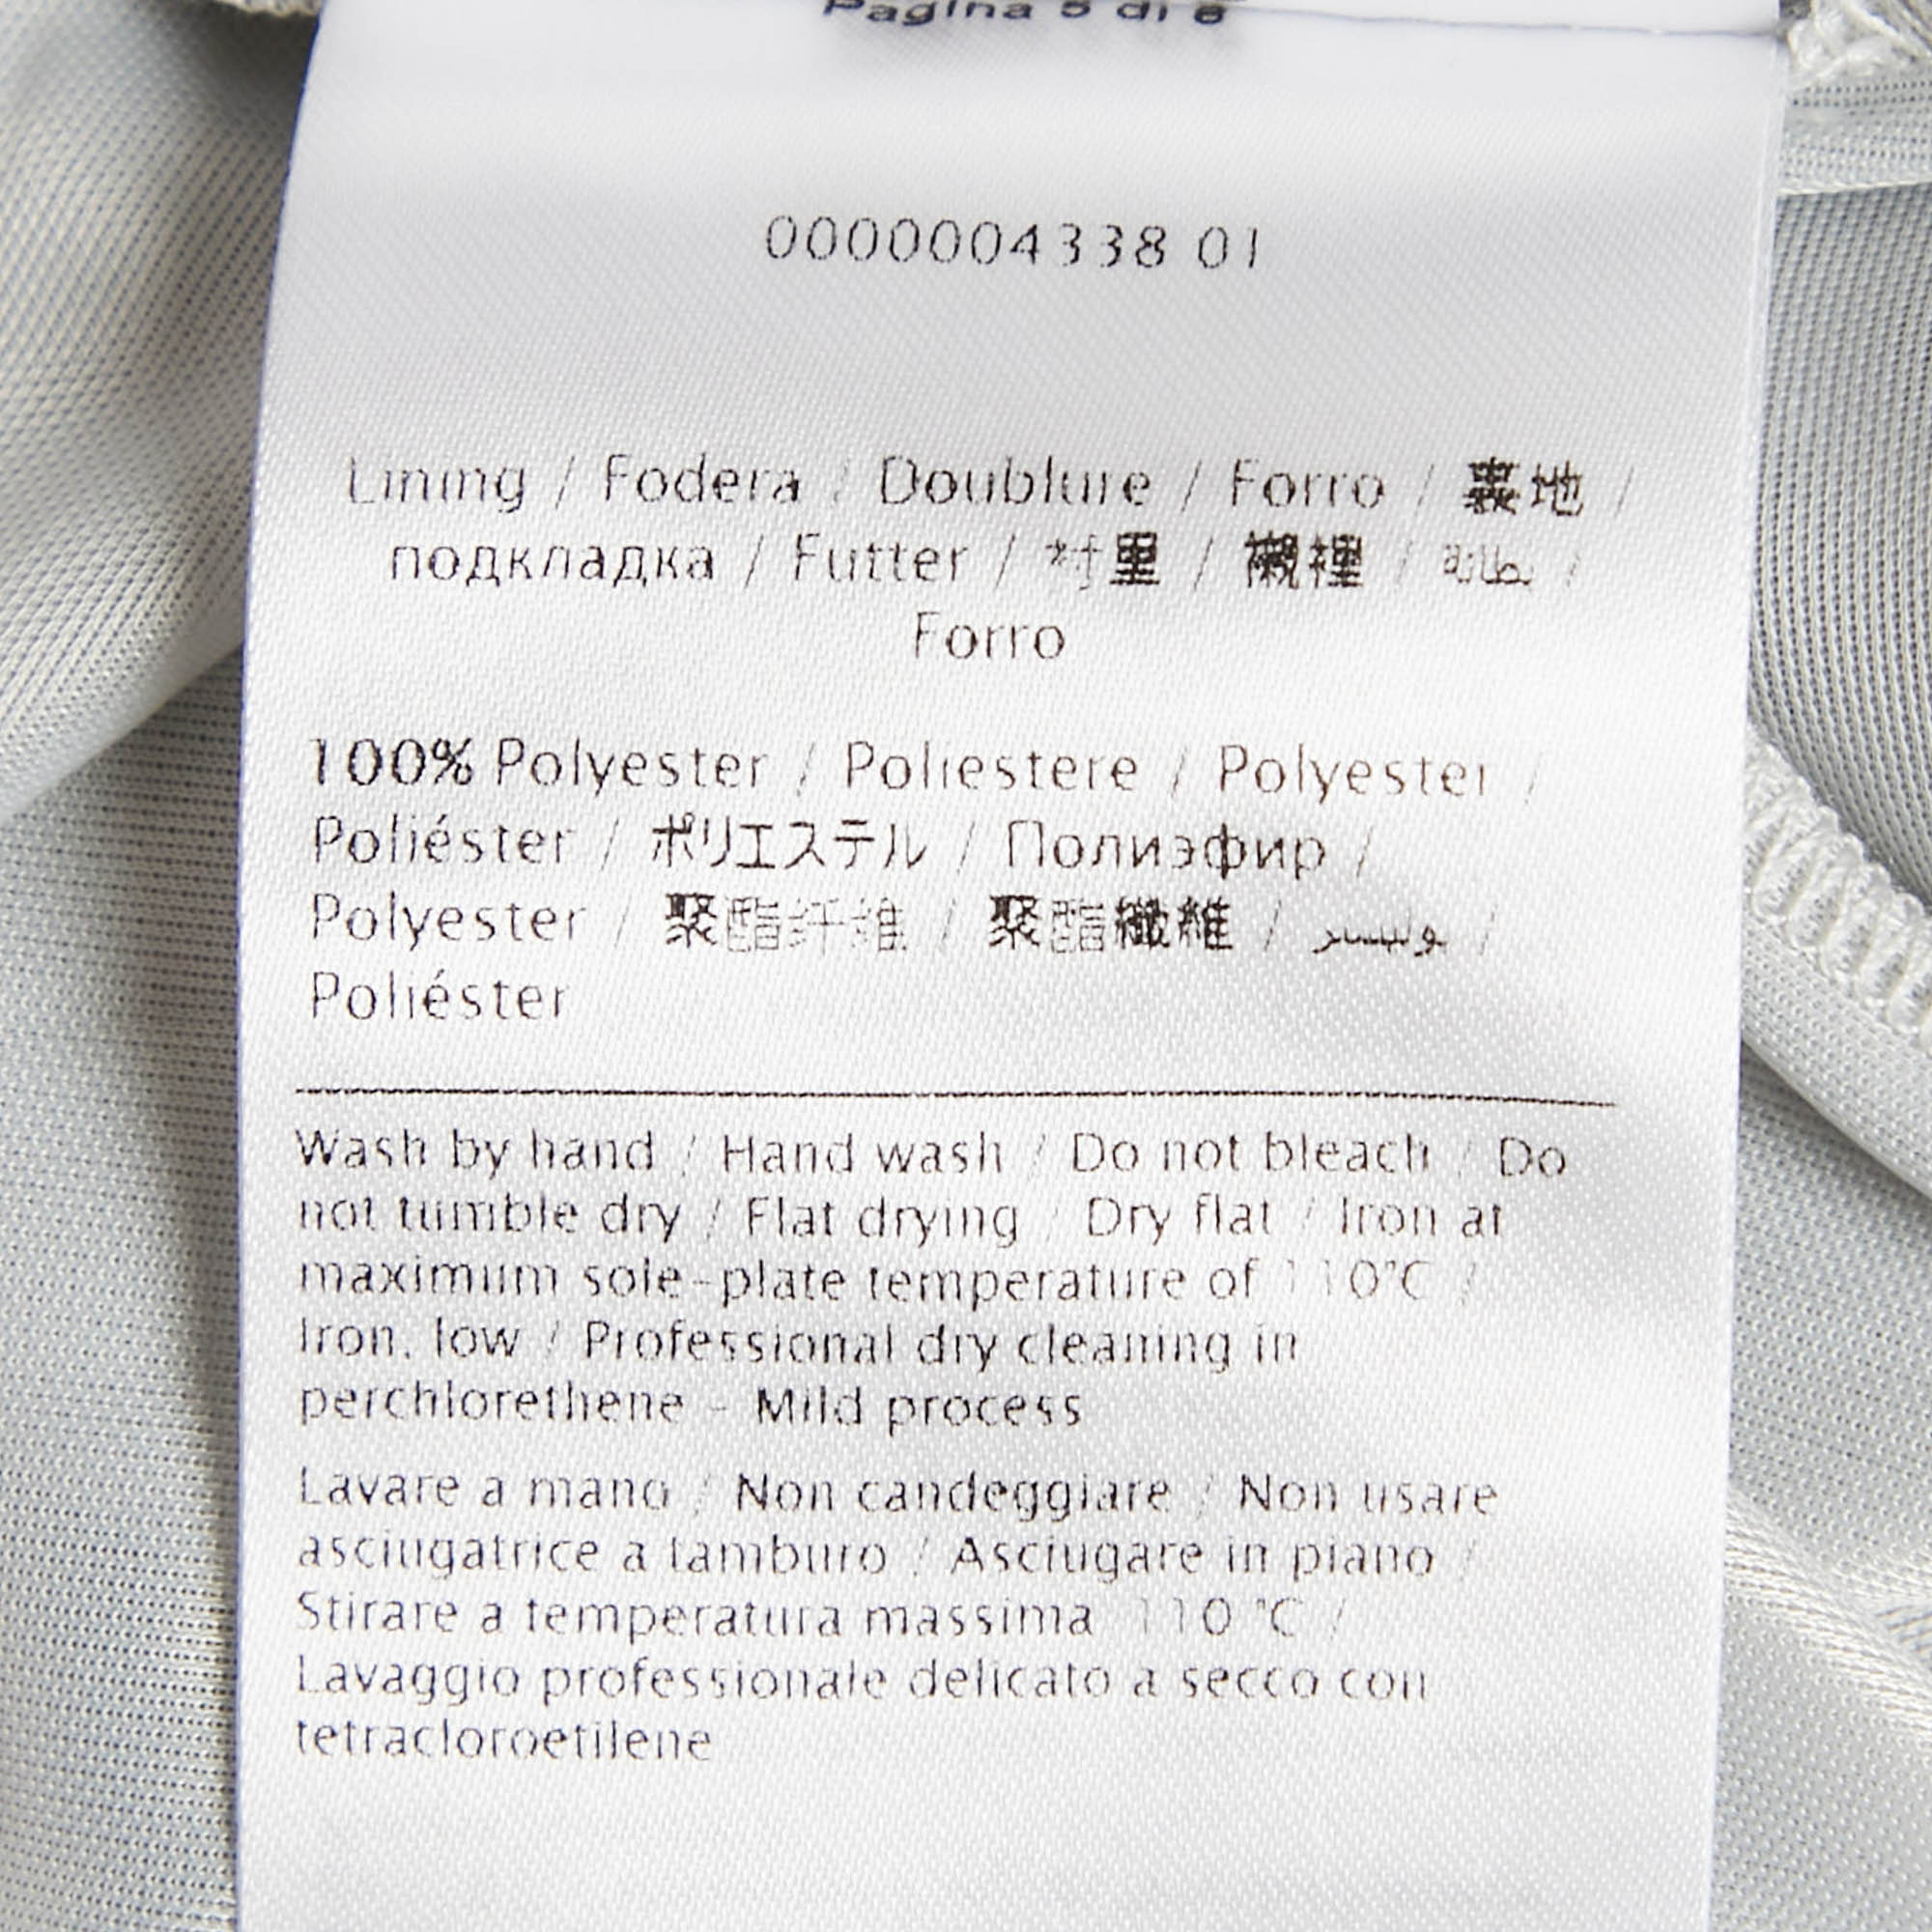 Pagina 5 di 8
0000004338 01
Lining / Fodera / Doublure / Forro / 裏地 /
подкладка / Futter / 衬里 / 襯裡 / بطانة /
Forro
100% Polyester / Poliestere / Polyester /
Poliéster / ポリエステル / Полиэфир /
Polyester / 聚酯纤维 / 聚酯纖維 / بوليستر /
Poliéster
Wash by hand / Hand wash / Do not bleach / Do
not tumble dry / Flat drying / Dry flat / Iron at
maximum sole-plate temperature of 110°C /
Iron, low / Professional dry cleaning in
perchlorethene - Mild process
Lavare a mano / Non candeggiare / Non usare
asciugatrice a tamburo / Asciugare in piano /
Stirare a temperatura massima 110 °C /
Lavaggio professionale delicato a secco con
tetracloroetilene